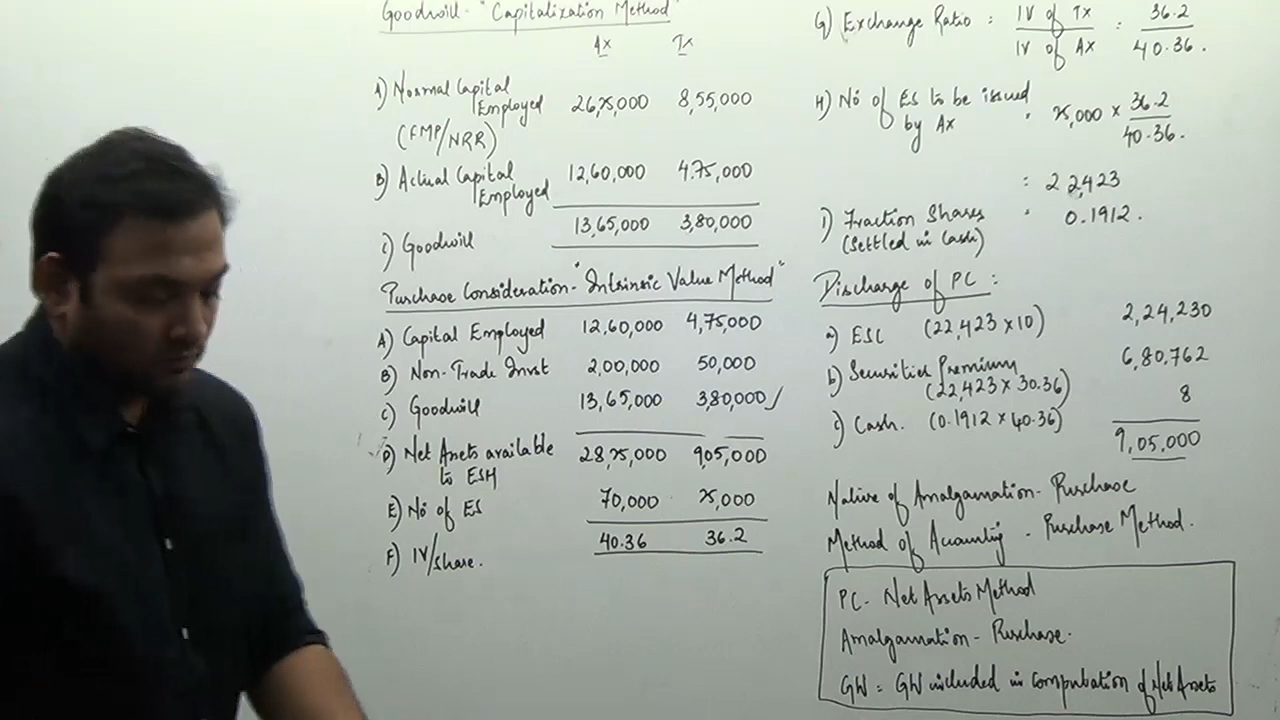 Goodwill - "Capitalization Method"
Ax Tx
A) Normal Capital
Employed 26,25,000 8,55,000
(FMP/NRR)
B) Actual Capital
Employed 12,60,000 4,75,000
C) Goodwill 13,65,000 3,80,000
Purchase Consideration - "Intrinsic Value Method"
A) Capital Employed 12,60,000 4,75,000
B) Non-Trade Invst 2,00,000 50,000
C) Goodwill 13,65,000 3,80,000
D) Net Assets available
to ESH 28,25,000 905,000
E) No of ES 70,000 25,000
F) IV/share. 40.36 36.2
G) Exchange Ratio : IV of Tx / IV of Ax : 36.2 / 40.36.
H) No of ES to be issued
by Ax : 25,000 × 36.2 / 40.36.
: 22,423
I) Fraction Shares : 0.1912.
(Settled in Cash)
Discharge of PC :
a) ESC (22,423 × 10) 2,24,230
b) Securities Premium 6,80,762
(22,423 × 30.36)
c) Cash. (0.1912 × 40.36) 8
9,05,000
Native of Amalgamation - Purchase
Method of Accounting - Purchase Method.
PC - Net Assets Method
Amalgamation - Purchase.
GW = GW included in computation of Net Assets